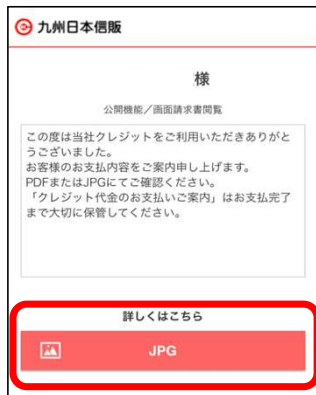 九州日本信販
様
公開機能／画面請求書閲覧
この度は当社クレジットをご利用いただきありがと
うございました。
お客様のお支払内容をご案内申し上げます。
PDFまたはJPGにてご確認ください。
「クレジット代金のお支払いご案内」はお支払完了
まで大切に保管してください。
詳しくはこちら
JPG